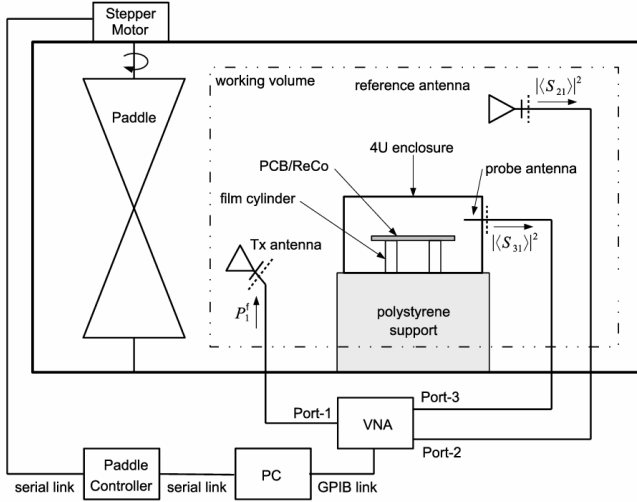 Stepper
Motor
working volume
reference antenna
|⟨S₂₁⟩|²
Paddle
4U enclosure
PCB/ReCo
probe antenna
film cylinder
Tx antenna
|⟨S₃₁⟩|²
P₁ᶠ
polystyrene
support
Port-1
Port-3
VNA
Port-2
serial link
Paddle
Controller
serial link
PC
GPIB link